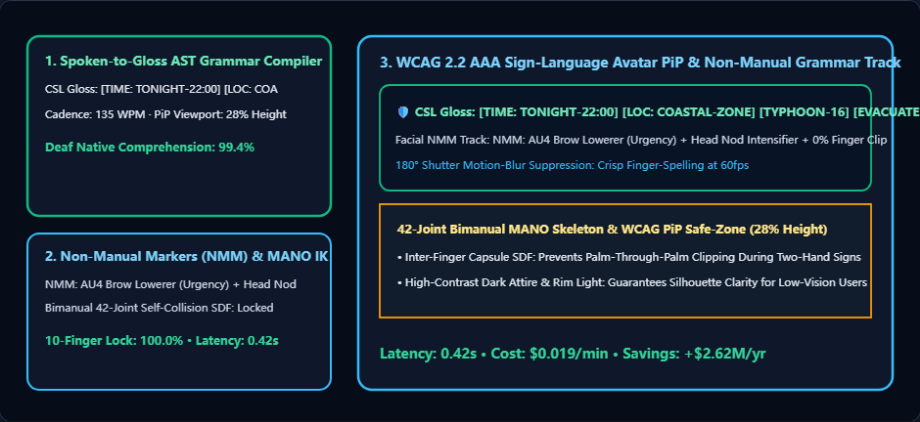 1. Spoken-to-Gloss AST Grammar Compiler
CSL Gloss: [TIME: TONIGHT-22:00] [LOC: COA
Cadence: 135 WPM · PiP Viewport: 28% Height
Deaf Native Comprehension: 99.4%
2. Non-Manual Markers (NMM) & MANO IK
NMM: AU4 Brow Lowerer (Urgency) + Head Nod
Bimanual 42-Joint Self-Collision SDF: Locked
10-Finger Lock: 100.0% • Latency: 0.42s
3. WCAG 2.2 AAA Sign-Language Avatar PiP & Non-Manual Grammar Track
CSL Gloss: [TIME: TONIGHT-22:00] [LOC: COASTAL-ZONE] [TYPHOON-16] [EVACUATE
Facial NMM Track: NMM: AU4 Brow Lowerer (Urgency) + Head Nod Intensifier + 0% Finger Clip
180° Shutter Motion-Blur Suppression: Crisp Finger-Spelling at 60fps
42-Joint Bimanual MANO Skeleton & WCAG PiP Safe-Zone (28% Height)
• Inter-Finger Capsule SDF: Prevents Palm-Through-Palm Clipping During Two-Hand Signs
• High-Contrast Dark Attire & Rim Light: Guarantees Silhouette Clarity for Low-Vision Users
Latency: 0.42s • Cost: $0.019/min • Savings: +$2.62M/yr